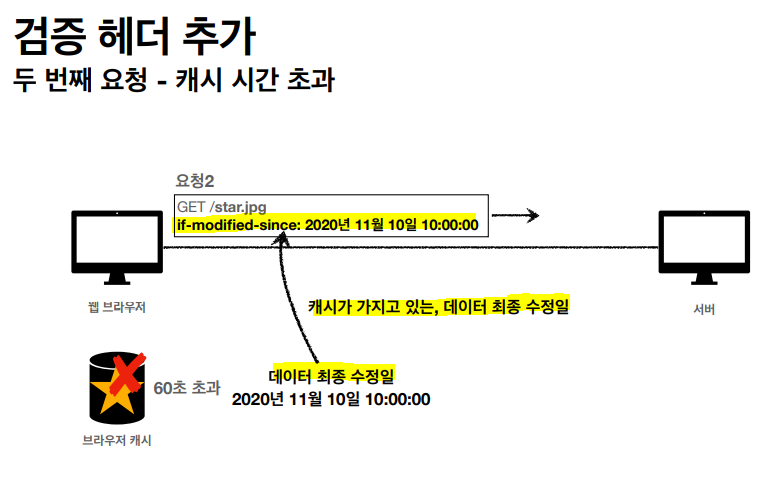 검증 헤더 추가
두 번째 요청 - 캐시 시간 초과
요청2
GET /star.jpg
if-modified-since: 2020년 11월 10일 10:00:00
웹 브라우저
서버
캐시가 가지고 있는, 데이터 최종 수정일
데이터 최종 수정일
2020년 11월 10일 10:00:00
60초 초과
브라우저 캐시